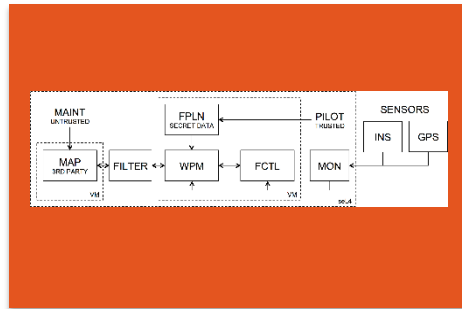 MAINT
UNTRUSTED
FPLN
SECRET DATA
PILOT
TRUSTED
SENSORS
INS
GPS
MAP
3RD PARTY
FILTER
WPM
FCTL
MON
VM
VM
seL4